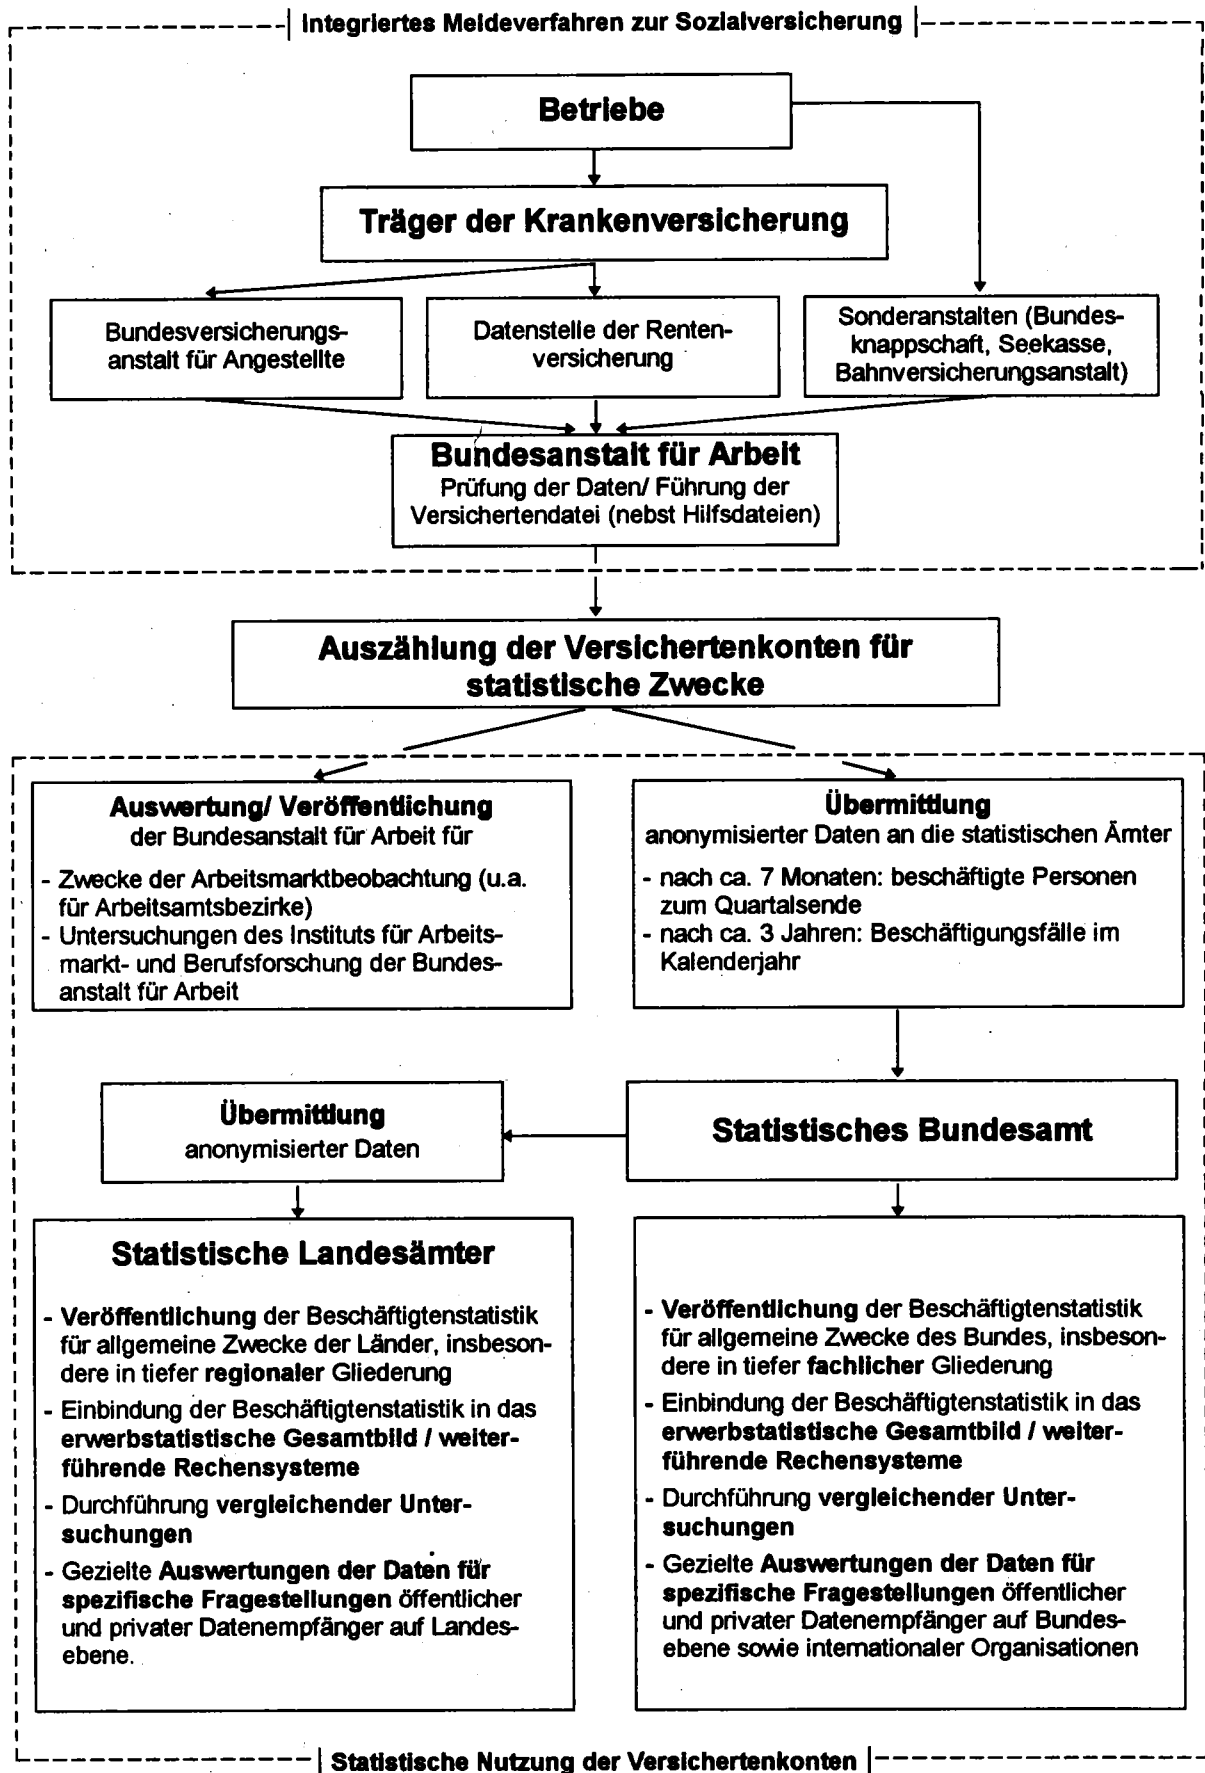 Integriertes Meldeverfahren zur Sozialversicherung
Betriebe
Träger der Krankenversicherung
Bundesversicherungs-
anstalt für Angestellte
Datenstelle der Renten-
versicherung
Sonderanstalten (Bundes-
knappschaft, Seekasse,
Bahnversicherungsanstalt)
Bundesanstalt für Arbeit
Prüfung der Daten/ Führung der
Versichertendatei (nebst Hilfsdateien)
Auszählung der Versichertenkonten für
statistische Zwecke
Auswertung/ Veröffentlichung
der Bundesanstalt für Arbeit für
- Zwecke der Arbeitsmarktbeobachtung (u.a.
für Arbeitsamtsbezirke)
- Untersuchungen des Instituts für Arbeits-
markt- und Berufsforschung der Bundes-
anstalt für Arbeit
Übermittlung
anonymisierter Daten an die statistischen Ämter
- nach ca. 7 Monaten: beschäftigte Personen
zum Quartalsende
- nach ca. 3 Jahren: Beschäftigungsfälle im
Kalenderjahr
Übermittlung
anonymisierter Daten
Statistisches Bundesamt
Statistische Landesämter
- Veröffentlichung der Beschäftigtenstatistik
für allgemeine Zwecke der Länder, insbeson-
dere in tiefer regionaler Gliederung
- Einbindung der Beschäftigtenstatistik in das
erwerbstatistische Gesamtbild / weiter-
führende Rechensysteme
- Durchführung vergleichender Unter-
suchungen
- Gezielte Auswertungen der Daten für
spezifische Fragestellungen öffentlicher
und privater Datenempfänger auf Landes-
ebene.
- Veröffentlichung der Beschäftigtenstatistik
für allgemeine Zwecke des Bundes, insbeson-
dere in tiefer fachlicher Gliederung
- Einbindung der Beschäftigtenstatistik in das
erwerbstatistische Gesamtbild / weiter-
führende Rechensysteme
- Durchführung vergleichender Unter-
suchungen
- Gezielte Auswertungen der Daten für
spezifische Fragestellungen öffentlicher
und privater Datenempfänger auf Bundes-
ebene sowie internationaler Organisationen
Statistische Nutzung der Versichertenkonten